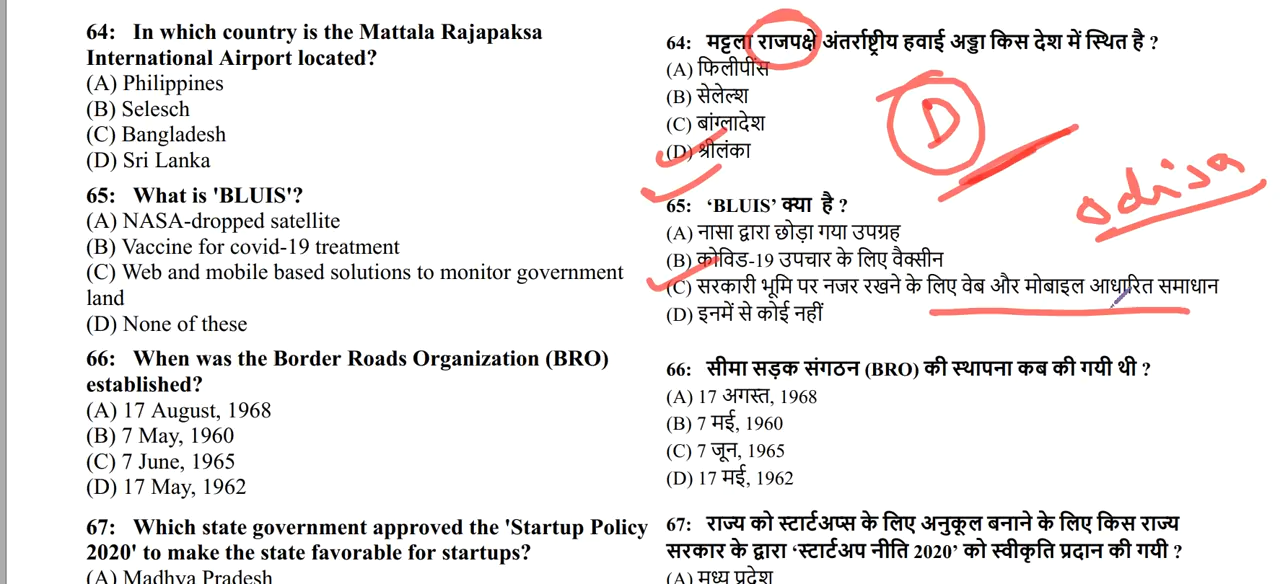 64: In which country is the Mattala Rajapaksa
International Airport located?
(A) Philippines
(B) Selesch
(C) Bangladesh
(D) Sri Lanka
65: What is 'BLUIS'?
(A) NASA-dropped satellite
(B) Vaccine for covid-19 treatment
(C) Web and mobile based solutions to monitor government
land
(D) None of these
66: When was the Border Roads Organization (BRO)
established?
(A) 17 August, 1968
(B) 7 May, 1960
(C) 7 June, 1965
(D) 17 May, 1962
67: Which state government approved the 'Startup Policy
2020' to make the state favorable for startups?
(A) Madhya Pradesh
64: मट्टला राजपक्षे अंतर्राष्ट्रीय हवाई अड्डा किस देश में स्थित है ?
(A) फिलीपींस
(B) सेलेल्श
(C) बांग्लादेश
(D) श्रीलंका
D
65: ‘BLUIS’ क्या है ?
(A) नासा द्वारा छोड़ा गया उपग्रह
(B) कोविड-19 उपचार के लिए वैक्सीन
(C) सरकारी भूमि पर नजर रखने के लिए वेब और मोबाइल आधारित समाधान
(D) इनमें से कोई नहीं
odisa
66: सीमा सड़क संगठन (BRO) की स्थापना कब की गयी थी ?
(A) 17 अगस्त, 1968
(B) 7 मई, 1960
(C) 7 जून, 1965
(D) 17 मई, 1962
67: राज्य को स्टार्टअप्स के लिए अनुकूल बनाने के लिए किस राज्य
सरकार के द्वारा ‘स्टार्टअप नीति 2020’ को स्वीकृति प्रदान की गयी ?
(A) मध्य प्रदेश